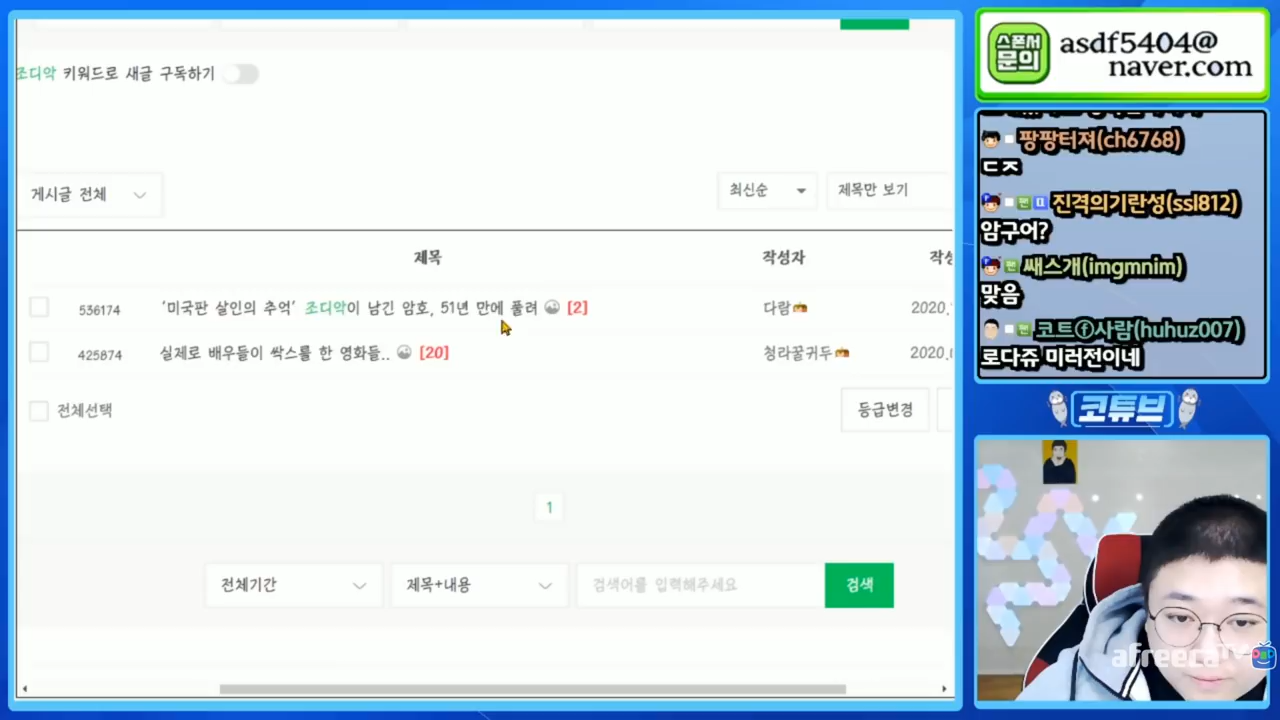 조디악 키워드로 새글 구독하기
게시글 전체
최신순
제목만 보기
제목
작성자
536174
‘미국판 살인의 추억’ 조디악이 남긴 암호, 51년 만에 풀려
[2]
다람
2020.
425874
실제로 배우들이 싹스를 한 영화들..
[20]
청라꿀귀두
2020.
전체선택
등급변경
1
전체기간
제목+내용
검색어를 입력해주세요
검색
스폰서
문의
asdf5404@
naver.com
팡팡터져(ch6768)
ㄷㅈ
진격의기란성(ssl812)
암구어?
쌔스개(imgmnim)
맞음
코트ⓕ사람(huhuz007)
로다쥬 미러전이네
코튜브
afreecaTV